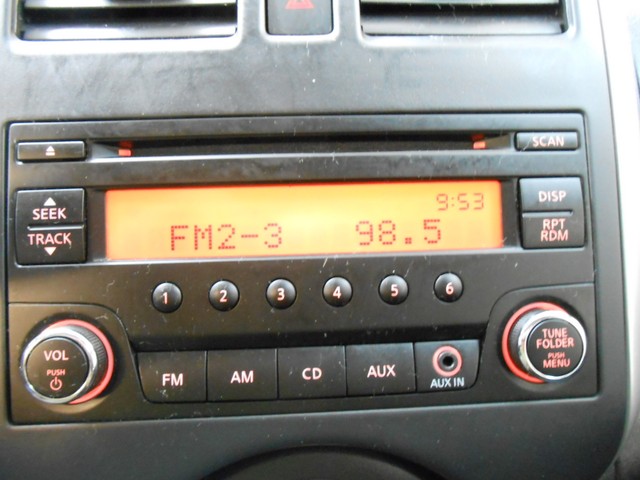 SCAN
SEEK
TRACK
9:53
FM2-3 98.5
DISP
RPT
RDM
1 2 3 4 5 6
VOL
PUSH
TUNE
FOLDER
PUSH
MENU
FM AM CD AUX
AUX IN